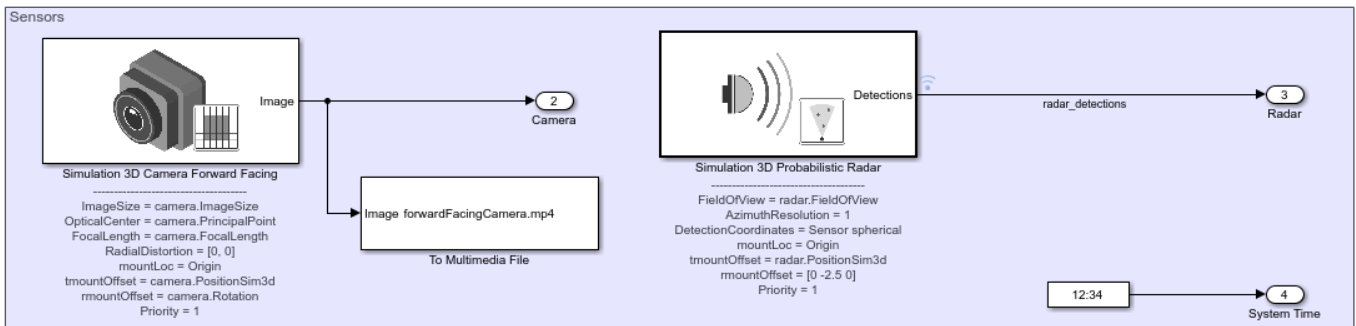 Sensors
Image
2
Camera
Simulation 3D Camera Forward Facing
----------------------------------------
ImageSize = camera.ImageSize
OpticalCenter = camera.PrincipalPoint
FocalLength = camera.FocalLength
RadialDistortion = [0, 0]
mountLoc = Origin
tmountOffset = camera.PositionSim3d
rmountOffset = camera.Rotation
Priority = 1
Image forwardFacingCamera.mp4
To Multimedia File
Detections
radar_detections
3
Radar
Simulation 3D Probabilistic Radar
----------------------------------------
FieldOfView = radar.FieldOfView
AzimuthResolution = 1
DetectionCoordinates = Sensor spherical
mountLoc = Origin
tmountOffset = radar.PositionSim3d
rmountOffset = [0 -2.5 0]
Priority = 1
12:34
4
System Time